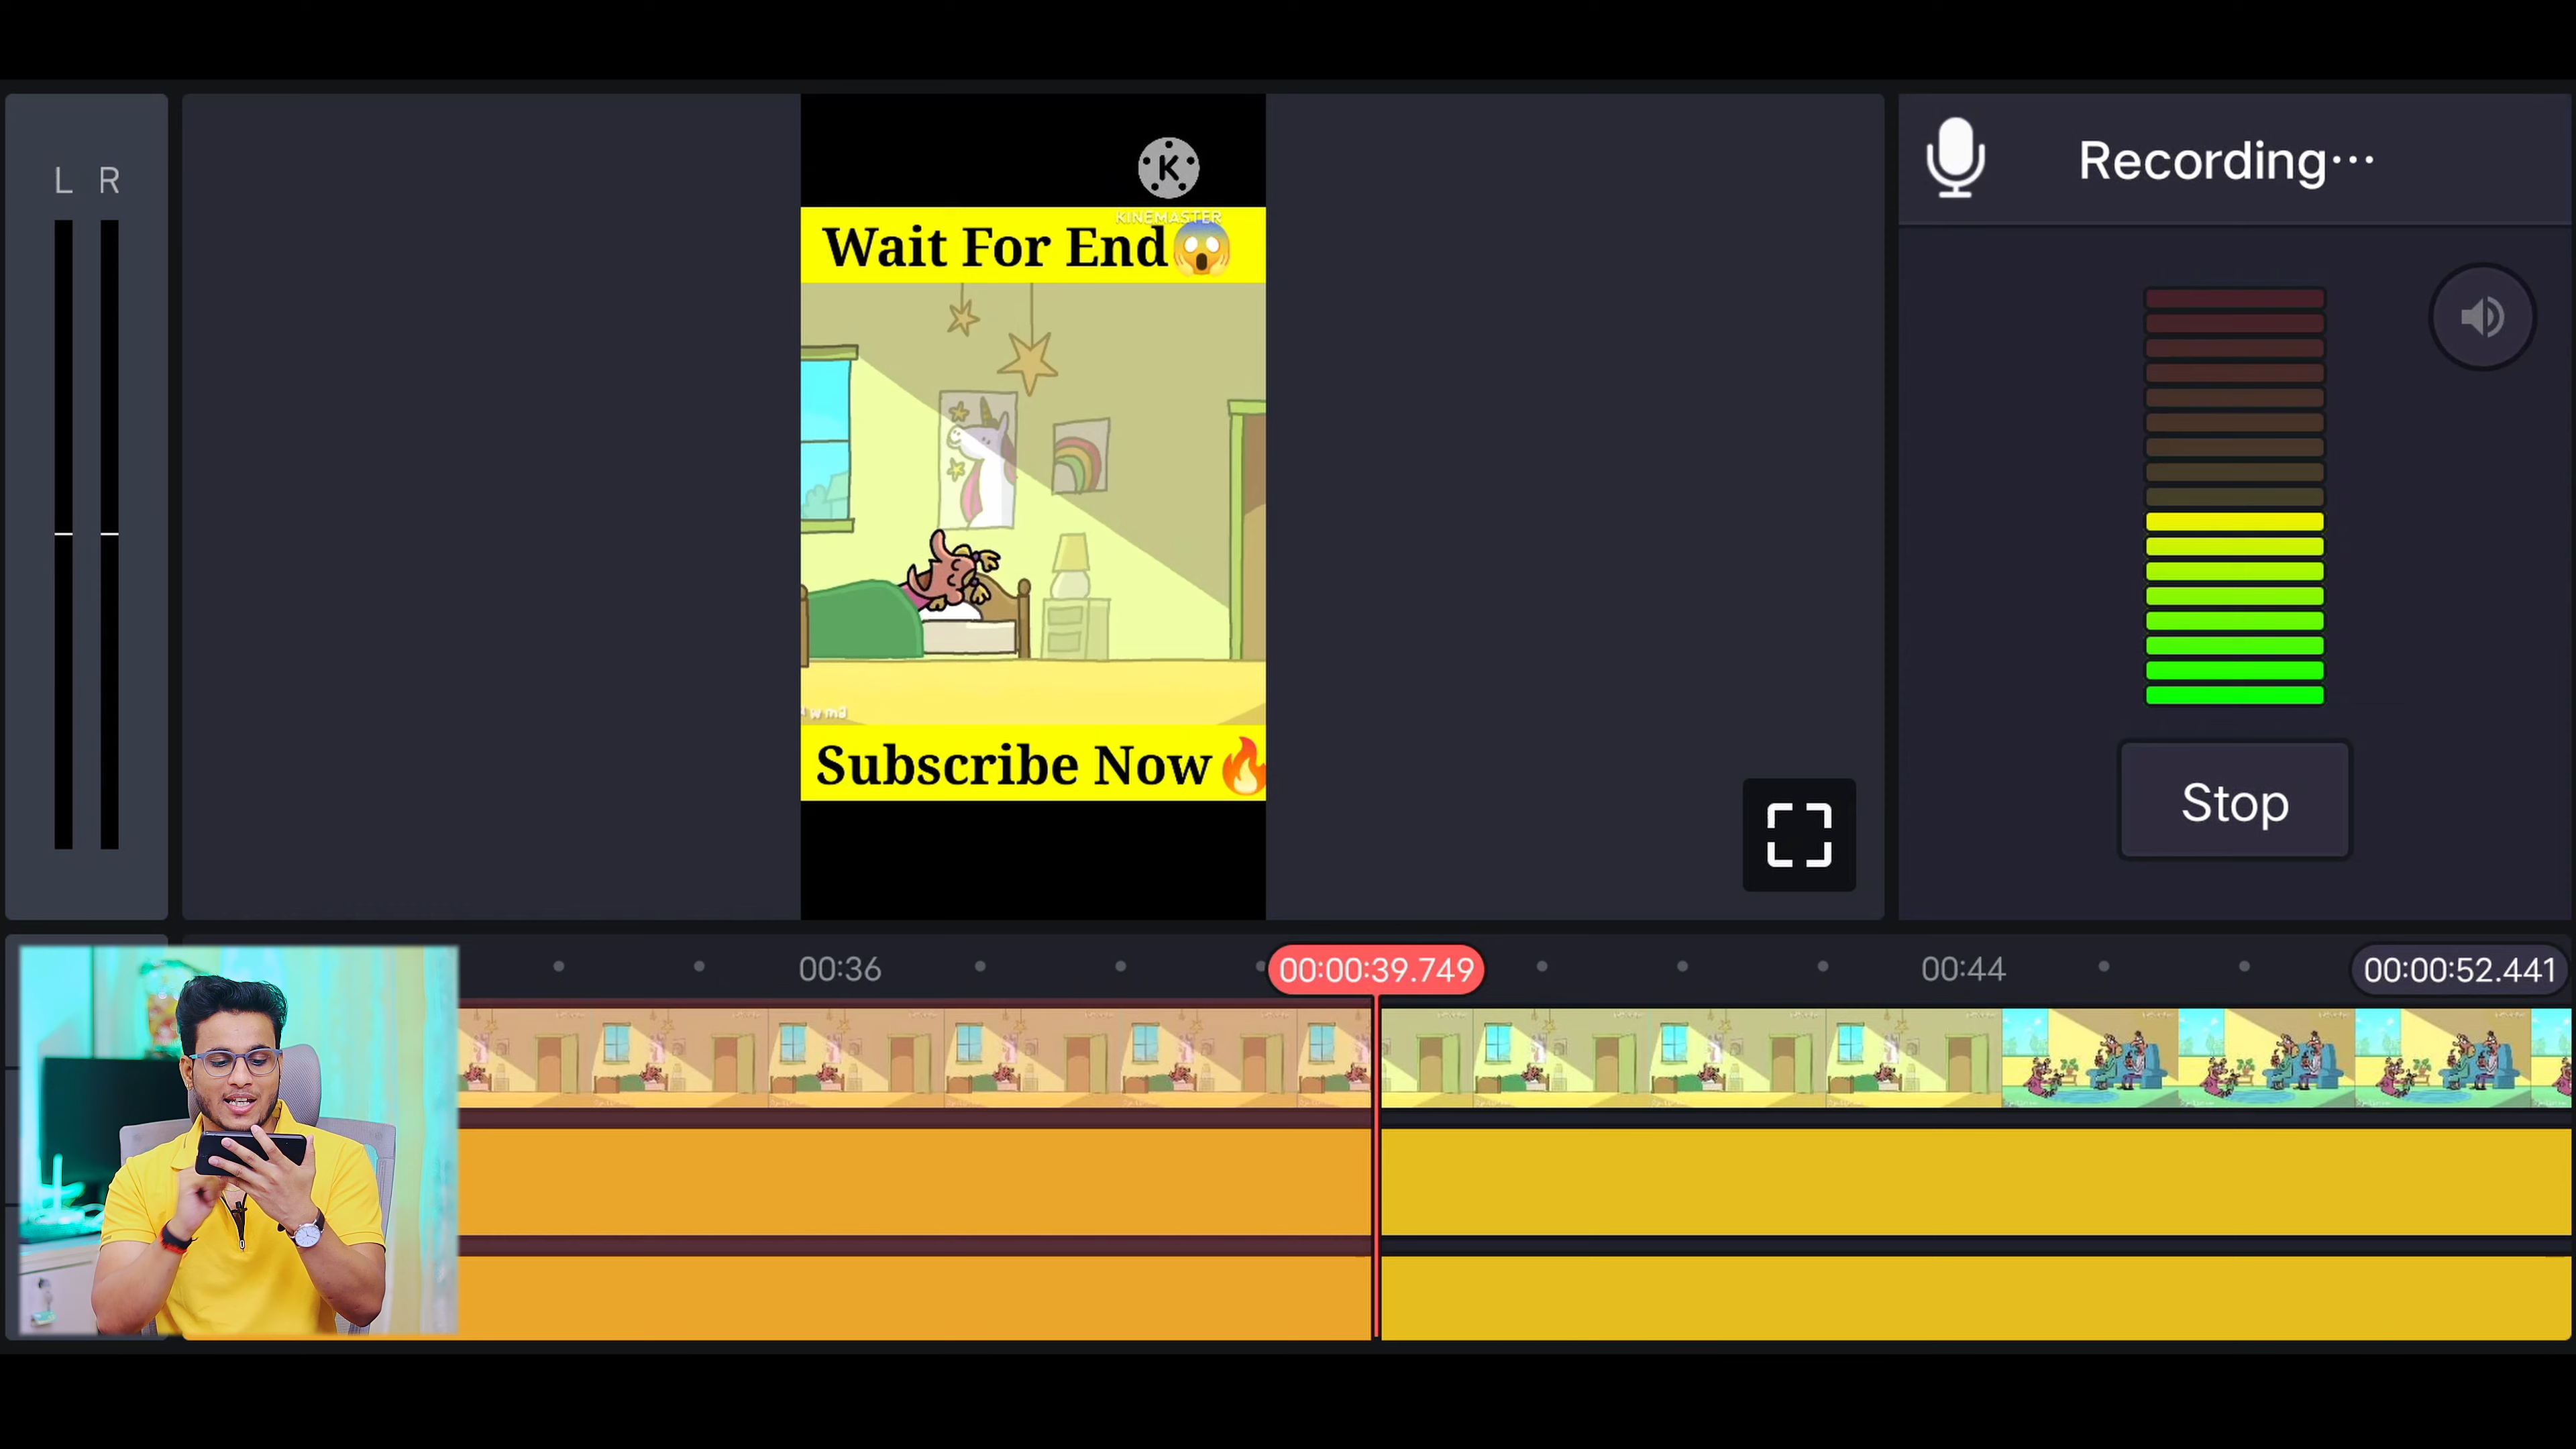 L R
K
KINEMASTER
Wait For End😱
Subscribe Now🔥
Recording···
Stop
00:36
00:00:39.749
00:44
00:00:52.441